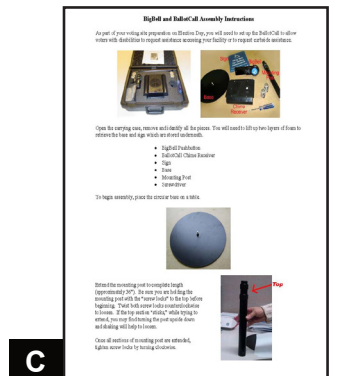 BigBell and BallotCall Assembly Instructions
As part of your voting site preparation on Election Day, you will need to set up the BallotCall to allow
voters with disabilities to request assistance accessing your facility or to request curbside assistance.
Sign
Base
Chime
Receiver
Open the carrying case, remove and identify all the pieces. You will need to lift up two layers of foam to
retrieve the base and sign which are stored underneath.
• BigBell Pushbutton
• BallotCall Chime Receiver
• Sign
• Base
• Mounting Post
• Screwdriver
To begin assembly, place the circular base on a table.
Extend the mounting post to complete length
(approximately 36"). Be sure you are holding the
mounting post with the "screw locks" to the top before
beginning. Twist both screw locks counterclockwise
to loosen. If the top section "sticks," while trying to
extend, you may find turning the post upside down
and shaking will help to loosen.
Top
Once all sections of mounting post are extended,
tighten screw locks by turning clockwise.
C